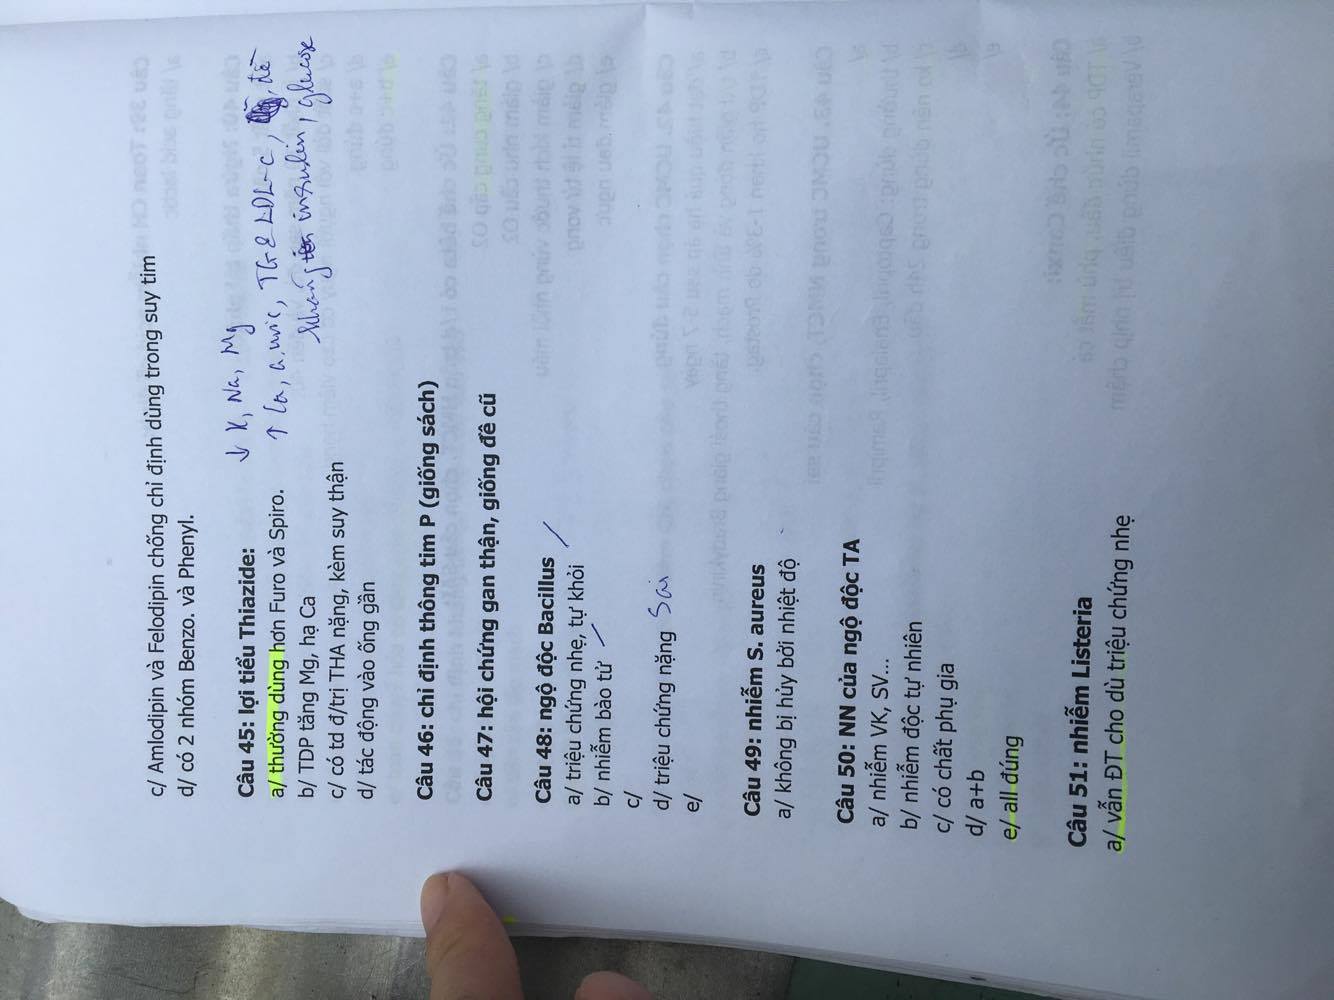 c/ Amlodipin và Felodipin chống chỉ định dùng trong suy tim
d/ có 2 nhóm Benzo. và Phenyl.
Câu 45: lợi tiểu Thiazide:
↓ K, Na, Mg
a/ thường dùng hơn Furo và Spiro.
↑ Ca, a.uric, TG & LDL-c, đề
kháng insulin, glucose
b/ TDP tăng Mg, hạ Ca
c/ có td đ/trị THA nặng, kèm suy thận
d/ tác động vào ống gần
Câu 46: chỉ định thông tim P (giống sách)
Câu 47: hội chứng gan thận, giống đề cũ
Câu 48: ngộ độc Bacillus
a/ triệu chứng nhẹ, tự khỏi
b/ nhiễm bào tử
c/
d/ triệu chứng nặng Sai
e/
Câu 49: nhiễm S. aureus
a/ không bị hủy bởi nhiệt độ
Câu 50: NN của ngộ độc TA
a/ nhiễm VK, SV...
b/ nhiễm độc tự nhiên
c/ có chất phụ gia
d/ a+b
e/ all đúng
Câu 51: nhiễm Listeria
a/ vẫn ĐT cho dù triệu chứng nhẹ